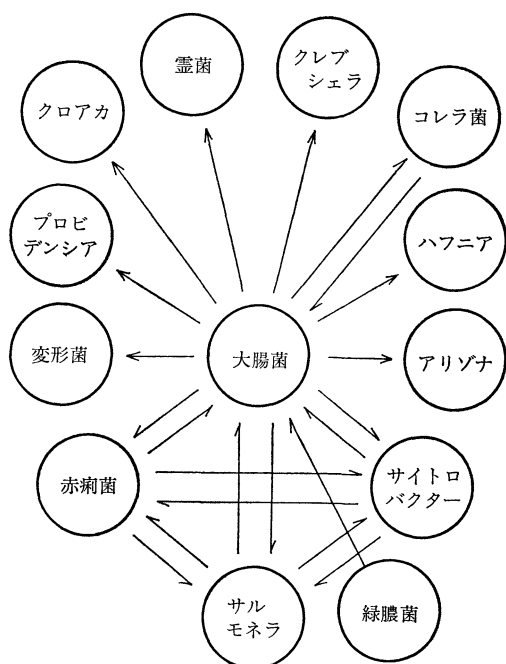 霊菌
クレブ
シェラ
クロアカ
コレラ菌
プロビ
デンシア
ハフニア
変形菌
大腸菌
アリゾナ
赤痢菌
サイトロ
バクター
サル
モネラ
緑膿菌